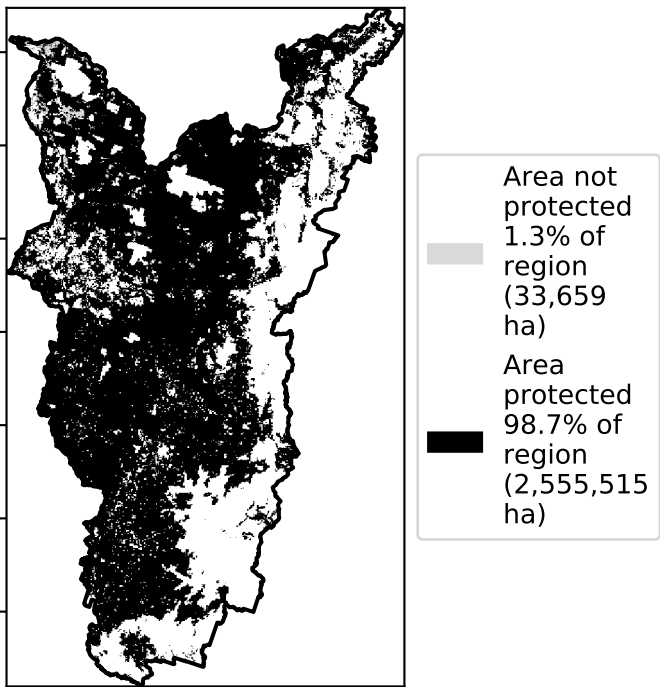 Area not
protected
1.3% of
region
(33,659
ha)
Area
protected
98.7% of
region
(2,555,515
ha)